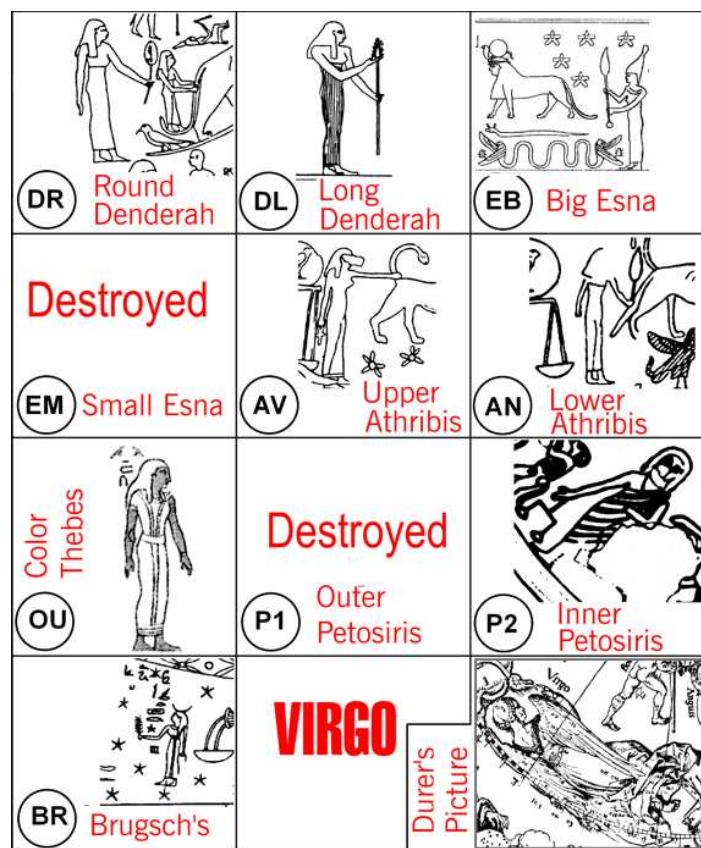 DR
Round
Denderah
DL
Long
Denderah
EB
Big Esna
Destroyed
EM
Small Esna
AV
Upper
Athribis
AN
Lower
Athribis
Color
Thebes
OU
Destroyed
P1
Outer
Petosiris
P2
Inner
Petosiris
BR
Brugsch's
VIRGO
Durer's
Picture
Virgo
Anguis